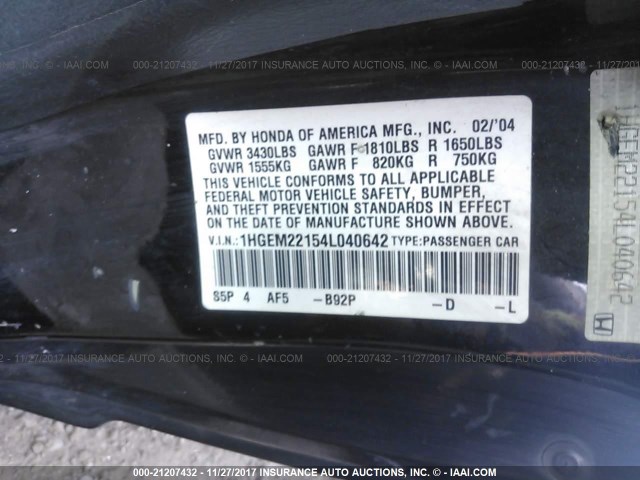 000-21207432 - 11/27/2017 INSURANCE AUTO AUCTIONS, INC. - © IAAI.COM
MFD. BY HONDA OF AMERICA MFG., INC. 02/'04
GVWR 3430LBS GAWR F 1810LBS R 1650LBS
GVWR 1555KG GAWR F 820KG R 750KG
THIS VEHICLE CONFORMS TO ALL APPLICABLE
FEDERAL MOTOR VEHICLE SAFETY, BUMPER,
AND THEFT PREVENTION STANDARDS IN EFFECT
ON THE DATE OF MANUFACTURE SHOWN ABOVE.
V.I.N.: 1HGEM22154L040642 TYPE:PASSENGER CAR
S5P 4 AF5 -B92P -D -L
1HGEM22154L040642
000-21207432 - 11/27/2017 INSURANCE AUTO AUCTIONS, INC. - © IAAI.COM
000-21207432 - 11/27/2017 INSURANCE AUTO AUCTIONS, INC. - © IAAI.COM